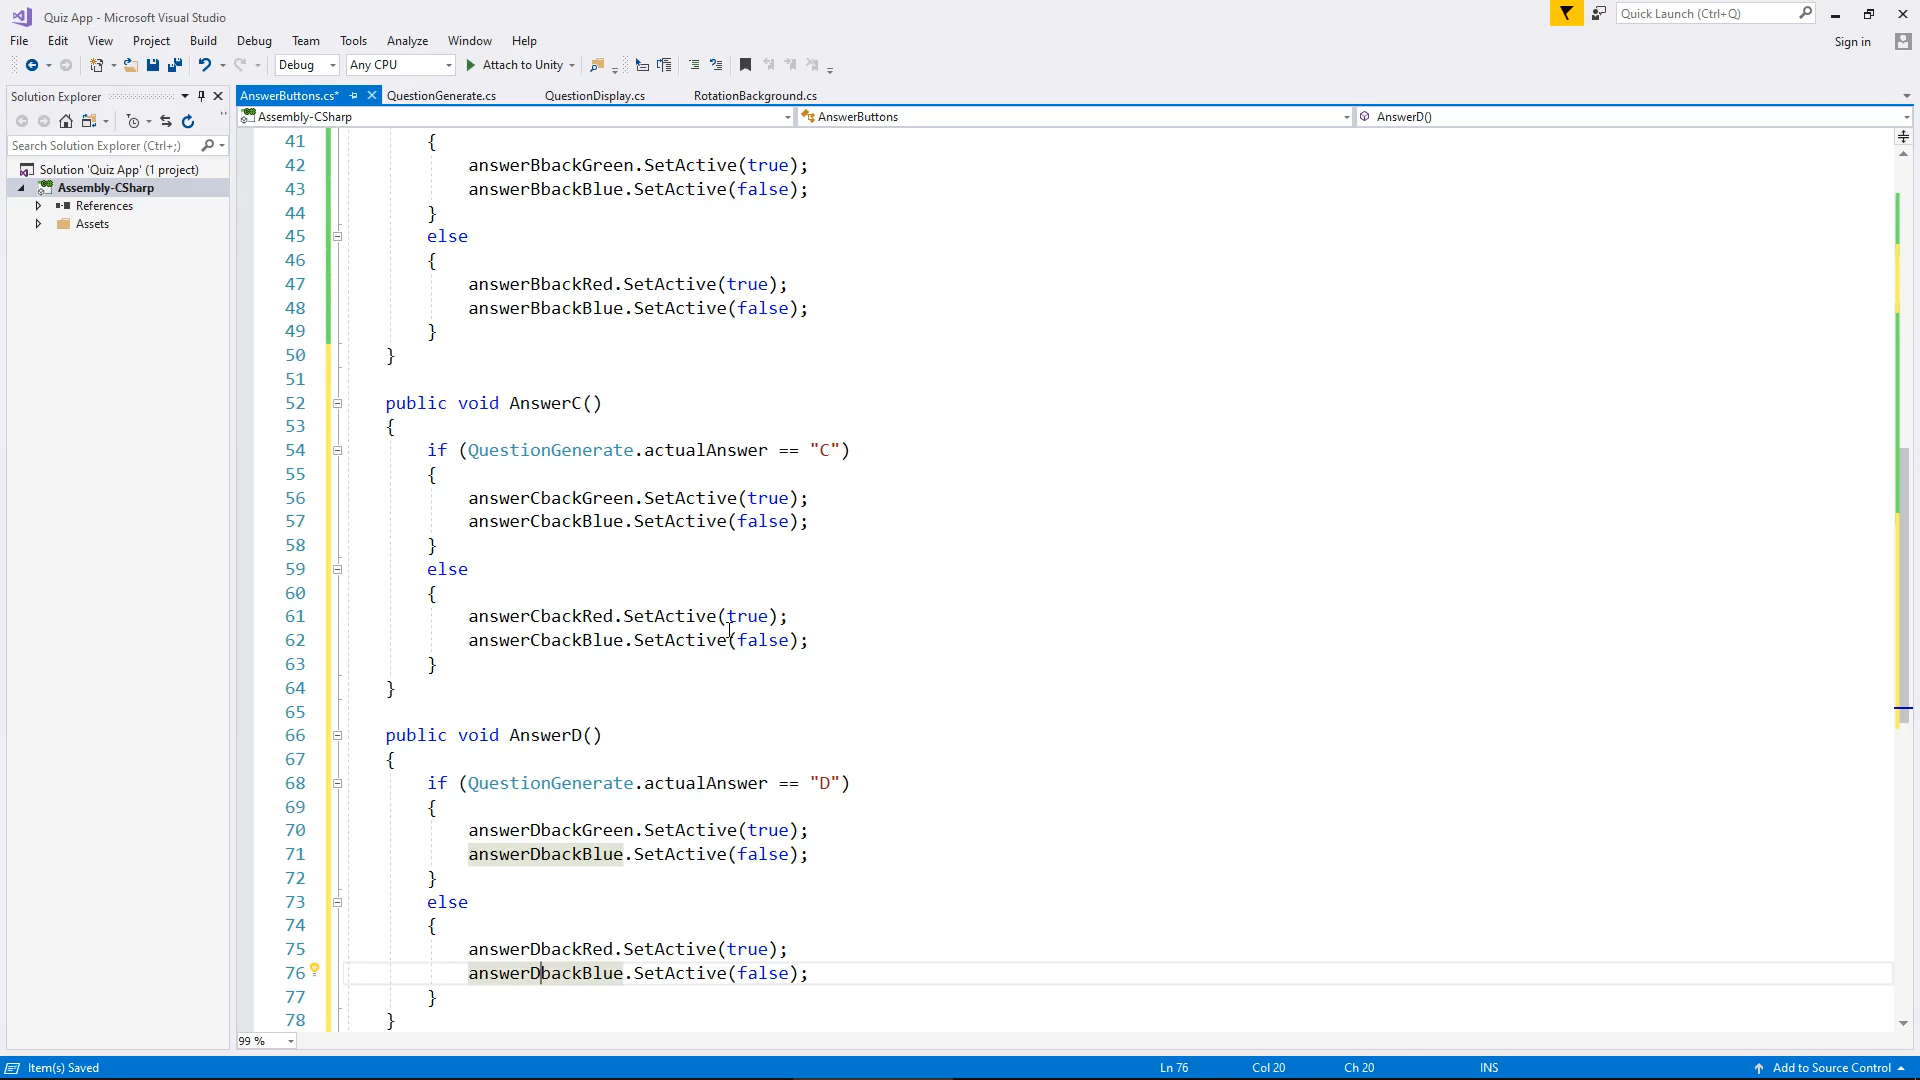 Quiz App - Microsoft Visual Studio
Quick Launch (Ctrl+Q)
File Edit View Project Build Debug Team Tools Analyze Window Help
Sign in
Debug Any CPU Attach to Unity
Solution Explorer
AnswerButtons.cs* QuestionGenerate.cs QuestionDisplay.cs RotationBackground.cs
Assembly-CSharp AnswerButtons AnswerD()
Search Solution Explorer (Ctrl+;)
Solution 'Quiz App' (1 project)
Assembly-CSharp
References
Assets
41 {
42 answerBbackGreen.SetActive(true);
43 answerBbackBlue.SetActive(false);
44 }
45 else
46 {
47 answerBbackRed.SetActive(true);
48 answerBbackBlue.SetActive(false);
49 }
50 }
51
52 public void AnswerC()
53 {
54 if (QuestionGenerate.actualAnswer == "C")
55 {
56 answerCbackGreen.SetActive(true);
57 answerCbackBlue.SetActive(false);
58 }
59 else
60 {
61 answerCbackRed.SetActive(true);
62 answerCbackBlue.SetActive(false);
63 }
64 }
65
66 public void AnswerD()
67 {
68 if (QuestionGenerate.actualAnswer == "D")
69 {
70 answerDbackGreen.SetActive(true);
71 answerDbackBlue.SetActive(false);
72 }
73 else
74 {
75 answerDbackRed.SetActive(true);
76 answerDbackBlue.SetActive(false);
77 }
78 }
99 %
Item(s) Saved Ln 76 Col 20 Ch 20 INS Add to Source Control